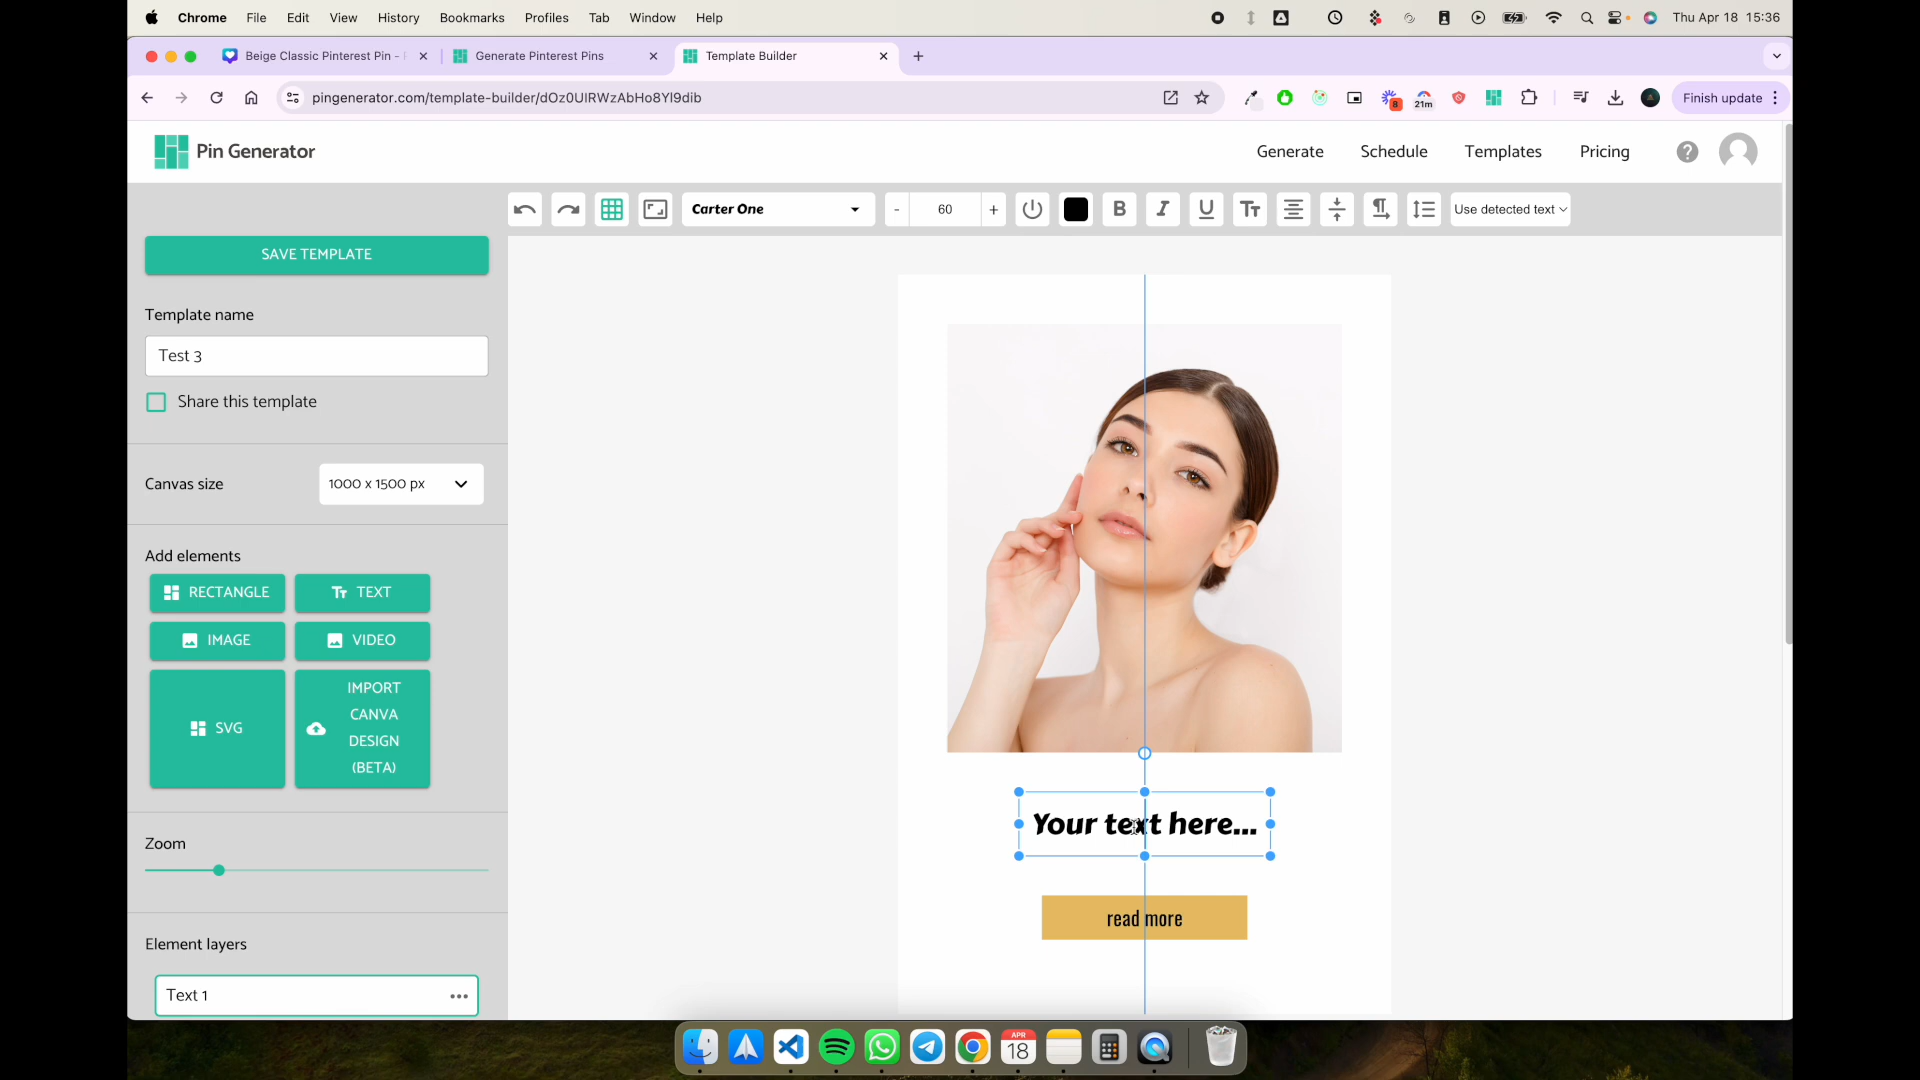 Chrome File Edit View History Bookmarks Profiles Tab Window Help Thu Apr 18 15:36
Beige Classic Pinterest Pin - Generate Pinterest Pins Template Builder
pingenerator.com/template-builder/dOz0UIRWzAbHo8YI9dib 8 21m Finish update
Pin Generator Generate Schedule Templates Pricing
Carter One - 60 + B I U Use detected text
SAVE TEMPLATE
Template name
Test 3
Share this template
Canvas size 1000 x 1500 px
Add elements
RECTANGLE TEXT
IMAGE VIDEO
SVG IMPORT
CANVA
DESIGN
(BETA)
Your text here...
Zoom
read more
Element layers
Text 1
APR
18